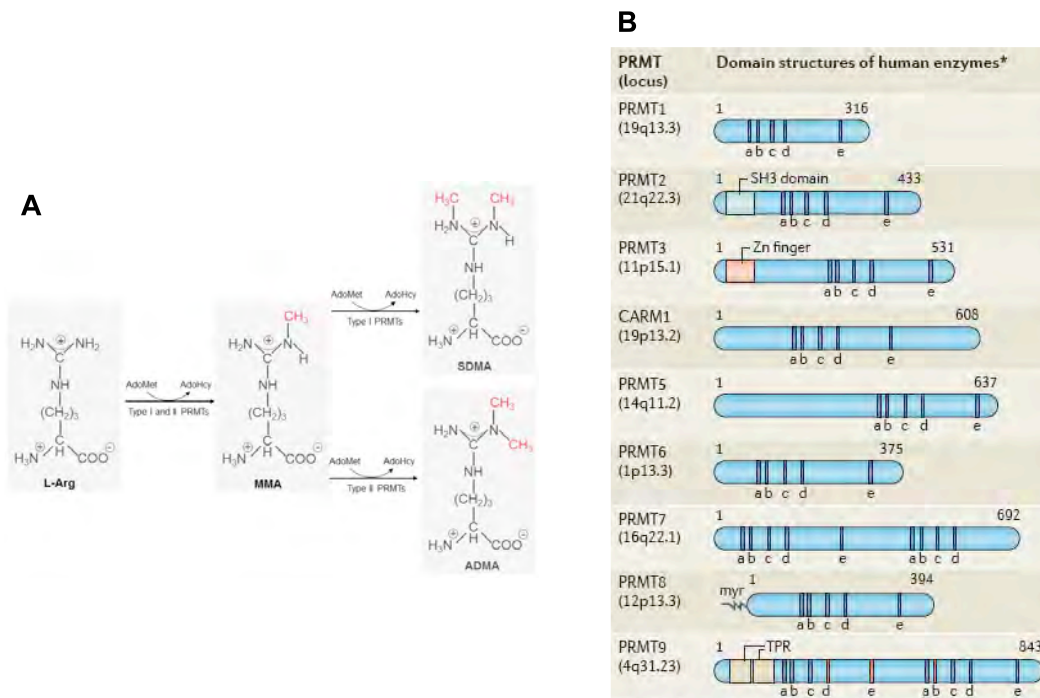 A
H₃C
CH₃
⊕
H₂N
N
H
NH
(CH₂)₃
⊕
H₃N
H
COO⊖
SDMA
AdoMet
AdoHcy
Type I PRMTs
⊕
H₂N
NH₂
NH
(CH₂)₃
⊕
H₃N
H
COO⊖
L-Arg
AdoMet
AdoHcy
Type I and II PRMTs
CH₃
⊕
H₂N
N
H
NH
(CH₂)₃
⊕
H₃N
H
COO⊖
MMA
AdoMet
AdoHcy
Type II PRMTs
CH₃
⊕
H₂N
N
CH₃
NH
(CH₂)₃
⊕
H₃N
H
COO⊖
ADMA
B
PRMT Domain structures of human enzymes*
(locus)
PRMT1 1 316
(19q13.3)
a b c d e
PRMT2 1 SH3 domain 433
(21q22.3)
a b c d e
PRMT3 1 Zn finger 531
(11p15.1)
a b c d e
CARM1 1 608
(19p13.2)
a b c d e
PRMT5 1 637
(14q11.2)
a b c d e
PRMT6 1 375
(1p13.3)
a b c d e
PRMT7 1 692
(16q22.1)
a b c d e a b c d
PRMT8 1 394
(12p13.3) myr
a b c d e
PRMT9 1 TPR 843
(4q31.23)
a b c d e a b c d e